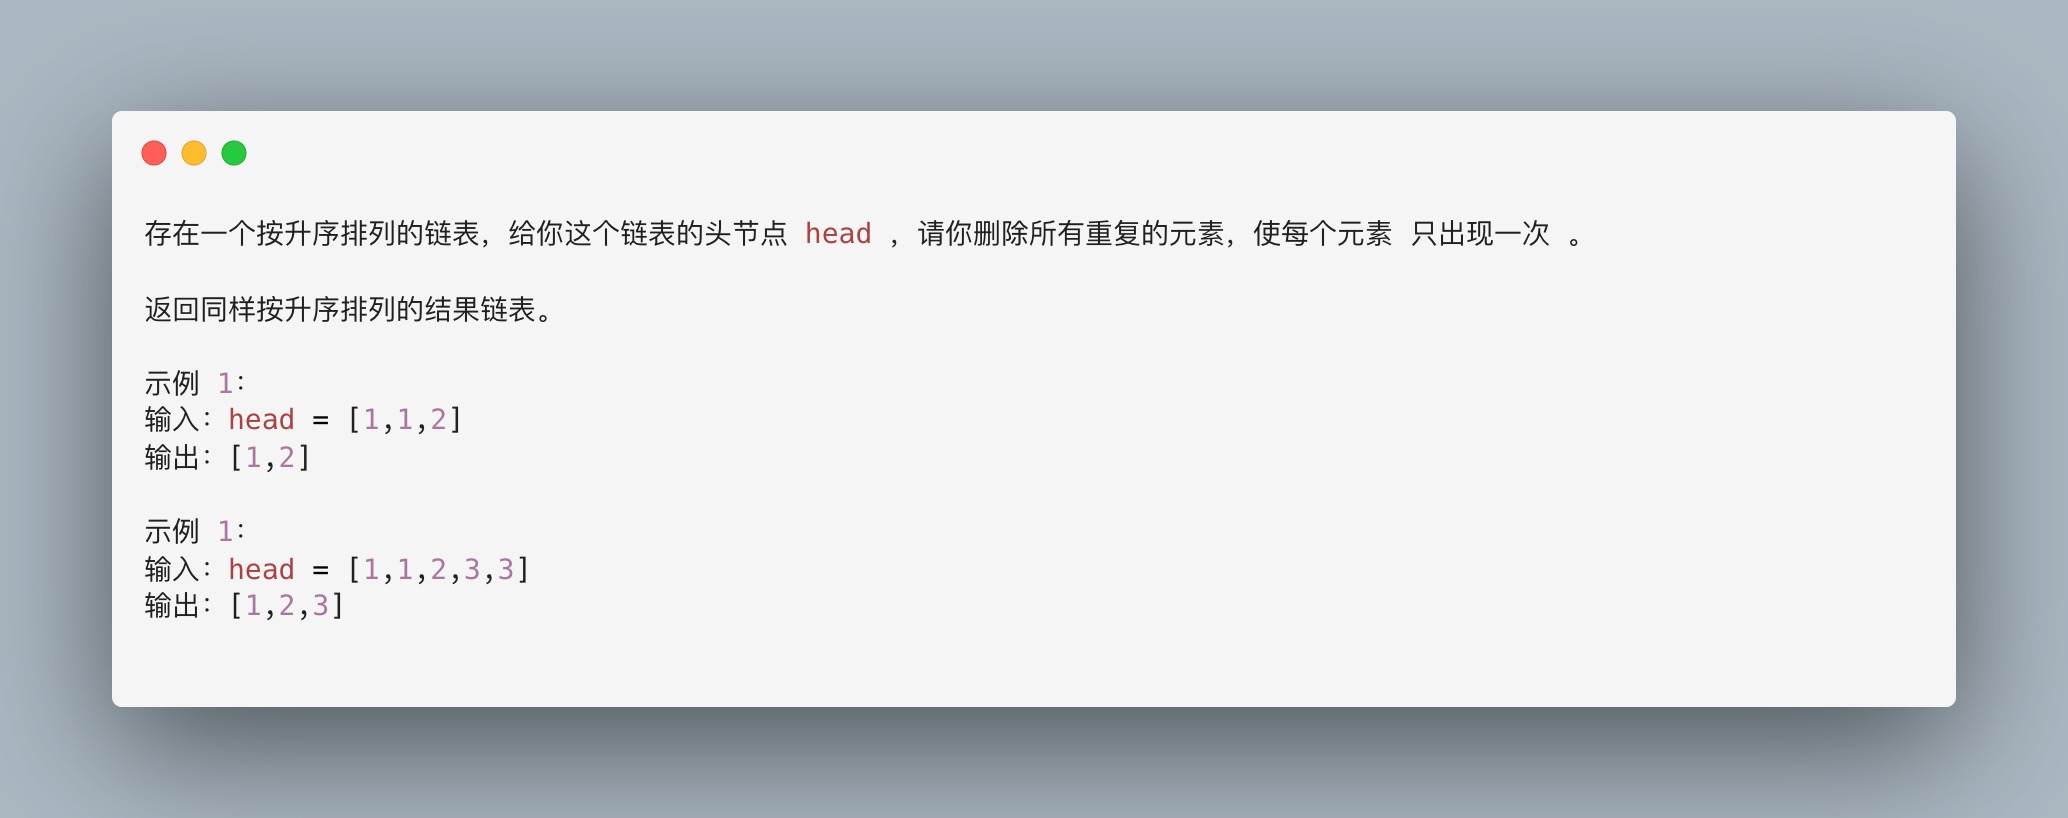 存在一个按升序排列的链表，给你这个链表的头节点 head ，请你删除所有重复的元素，使每个元素 只出现一次 。
返回同样按升序排列的结果链表。
示例 1：
输入：head = [1,1,2]
输出：[1,2]
示例 1：
输入：head = [1,1,2,3,3]
输出：[1,2,3]